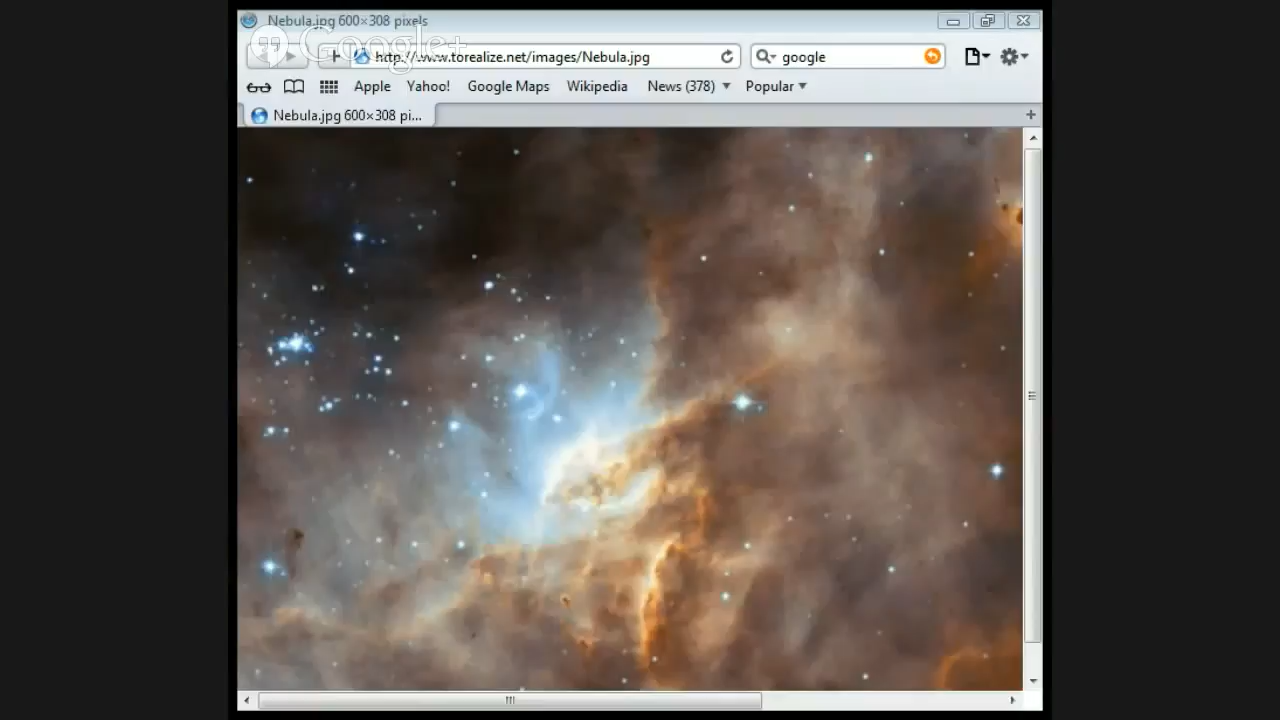 Nebula.jpg 600×308 pixels
Google+
http://www.torealize.net/images/Nebula.jpg
google
Apple Yahoo! Google Maps Wikipedia News (378) Popular
Nebula.jpg 600×308 pi...